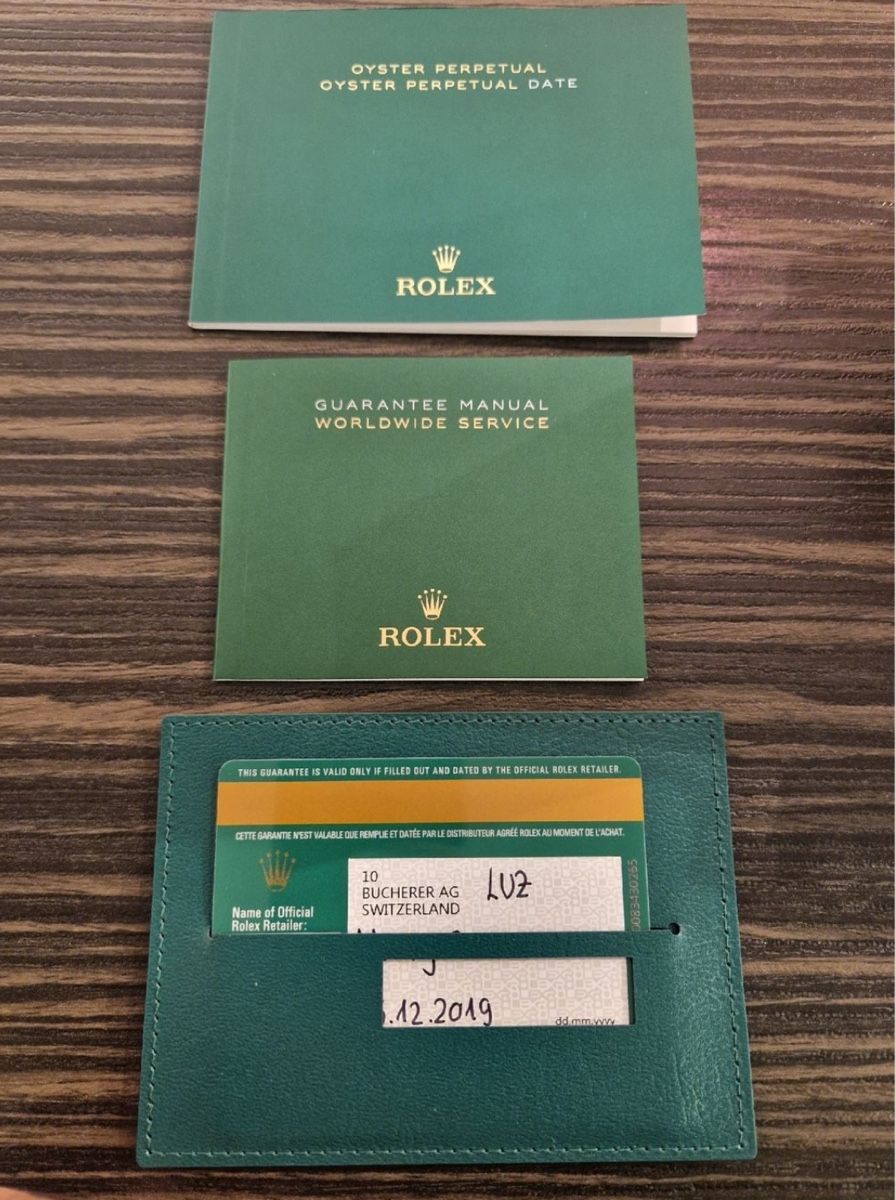 OYSTER PERPETUAL
OYSTER PERPETUAL DATE
ROLEX
GUARANTEE MANUAL
WORLDWIDE SERVICE
ROLEX
THIS GUARANTEE IS VALID ONLY IF FILLED OUT AND DATED BY THE OFFICIAL ROLEX RETAILER.
CETTE GARANTIE N'EST VALABLE QUE REMPLIE ET DATÉE PAR LE DISTRIBUTEUR AGRÉÉ ROLEX AU MOMENT DE L'ACHAT.
Name of Official
Rolex Retailer:
10
BUCHERER AG
SWITZERLAND
LUZ
.12.2019
dd.mm.yyyy